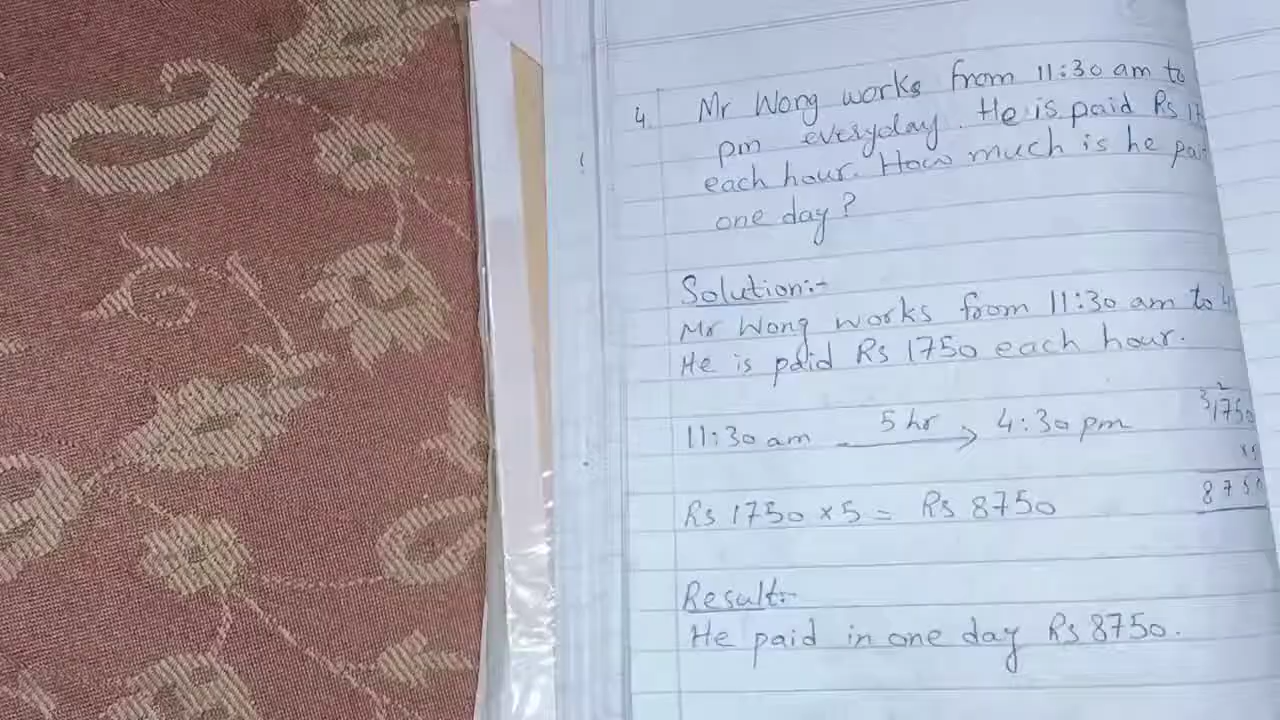 4. Mr Wong works from 11:30 am to
pm everyday. He is paid Rs
each hour. How much is he
one day?
Solution:-
Mr Wong works from 11:30 am to
He is paid Rs 1750 each hour.
11:30 am 5 hr → 4:30 pm
Rs 1750 × 5 = Rs 8750
Result:-
He paid in one day Rs 8750.